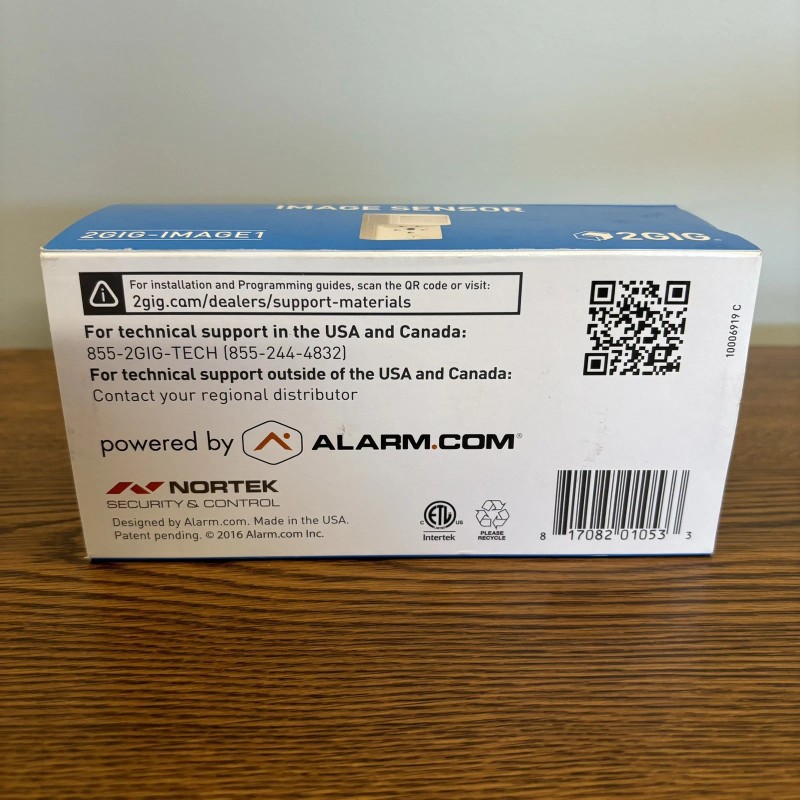 IMAGE SENSOR
2GIG-IMAGE1
2GIG
For installation and Programming guides, scan the QR code or visit:
2gig.com/dealers/support-materials
For technical support in the USA and Canada:
855-2GIG-TECH (855-244-4832)
For technical support outside of the USA and Canada:
Contact your regional distributor
10006919 C
powered by ALARM.COM®
NORTEK
SECURITY & CONTROL
Designed by Alarm.com. Made in the USA.
Patent pending. © 2016 Alarm.com Inc.
C ETL US
Intertek
PLEASE
RECYCLE
8 17082 01053 3